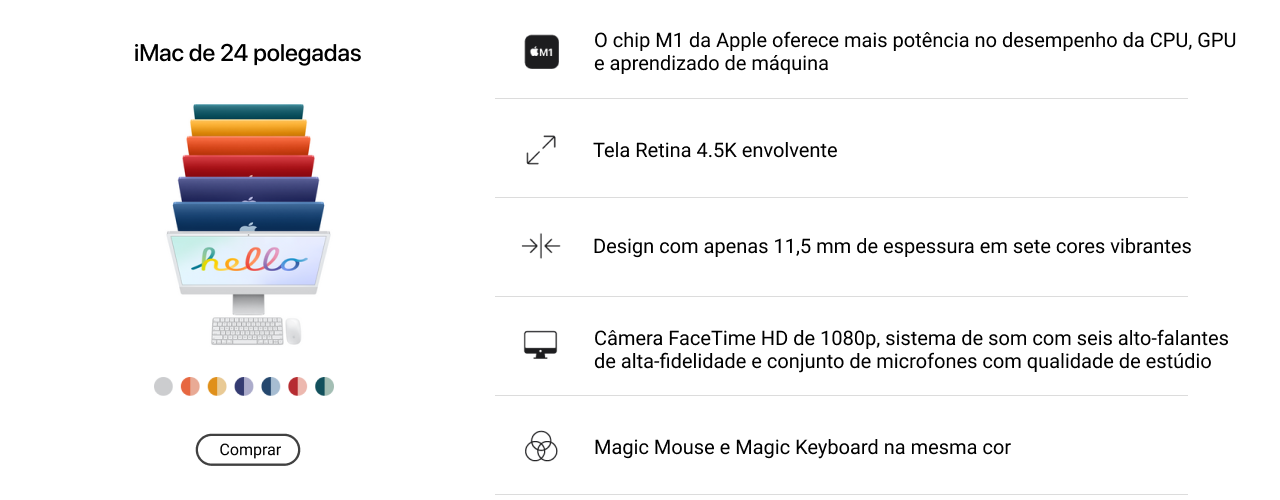 iMac de 24 polegadas
hello
Comprar
M1
O chip M1 da Apple oferece mais potência no desempenho da CPU, GPU
e aprendizado de máquina
Tela Retina 4.5K envolvente
Design com apenas 11,5 mm de espessura em sete cores vibrantes
Câmera FaceTime HD de 1080p, sistema de som com seis alto-falantes
de alta-fidelidade e conjunto de microfones com qualidade de estúdio
Magic Mouse e Magic Keyboard na mesma cor